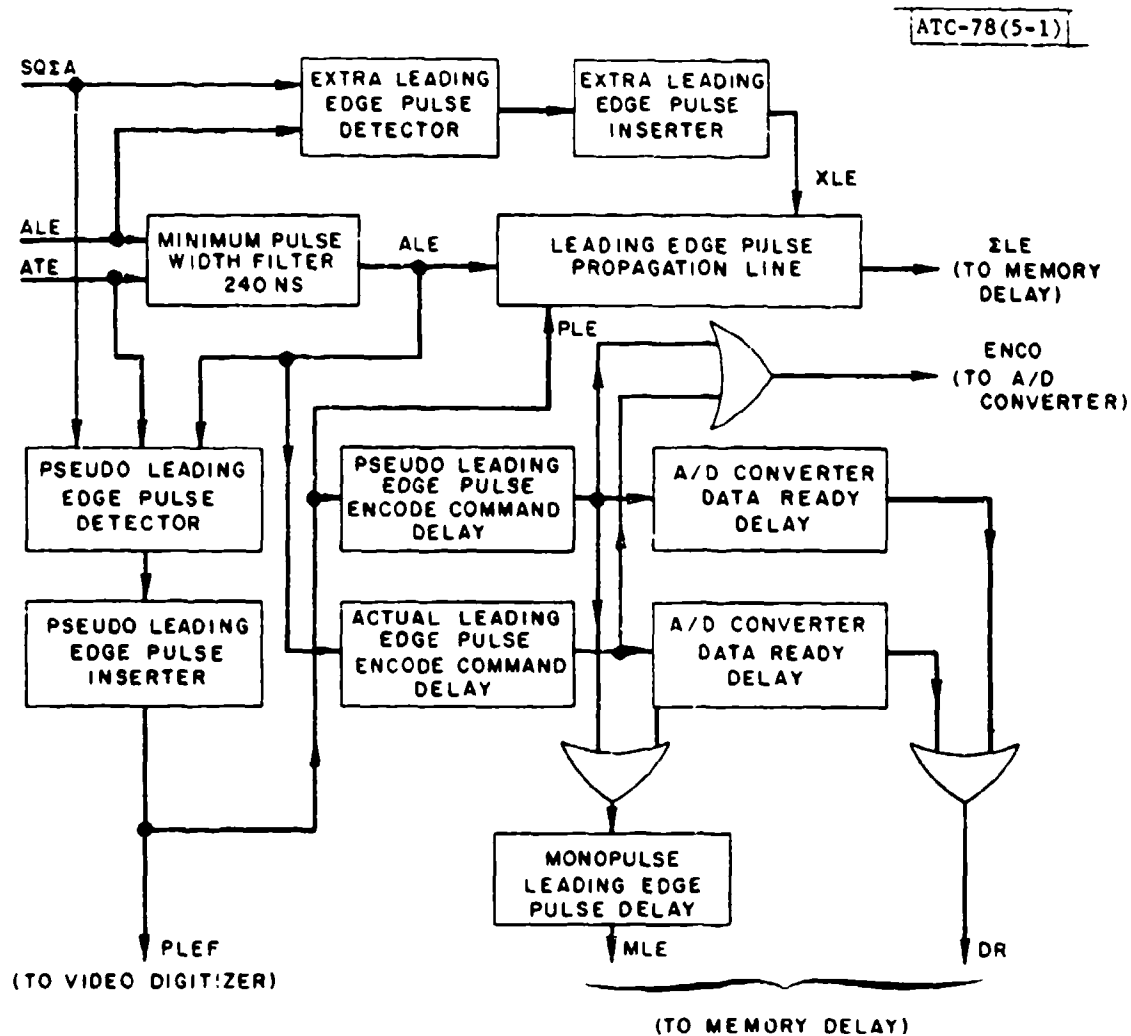 ATC-78(5-1)
SQΣA
EXTRA LEADING
EDGE PULSE
DETECTOR
EXTRA LEADING
EDGE PULSE
INSERTER
XLE
ALE
ATE
MINIMUM PULSE
WIDTH FILTER
240 NS
ALE
LEADING EDGE PULSE
PROPAGATION LINE
ΣLE
(TO MEMORY
DELAY)
PLE
ENCO
(TO A/D
CONVERTER)
PSEUDO LEADING
EDGE PULSE
DETECTOR
PSEUDO LEADING
EDGE PULSE
ENCODE COMMAND
DELAY
A/D CONVERTER
DATA READY
DELAY
PSEUDO LEADING
EDGE PULSE
INSERTER
ACTUAL LEADING
EDGE PULSE
ENCODE COMMAND
DELAY
A/D CONVERTER
DATA READY
DELAY
MONOPULSE
LEADING EDGE
PULSE DELAY
PLEF
(TO VIDEO DIGITIZER)
MLE
DR
(TO MEMORY DELAY)